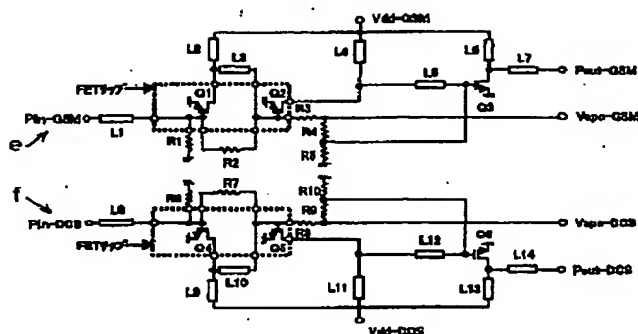 Vdd-GSM
L2
L3
L4
L6
L7
Pout-GSM
FETチップ
Q1
Q2
L5
Q3
Pin-GSM
e
L1
R3
R4
Vapc-GSM
R1
R2
R5
f
R6
R7
R10
Pin-DCS
L8
R9
Vapc-DCS
FETチップ
Q4
Q5
R8
L12
Q6
L14
Pout-DCS
L9
L10
L11
L13
Vdd-DCS